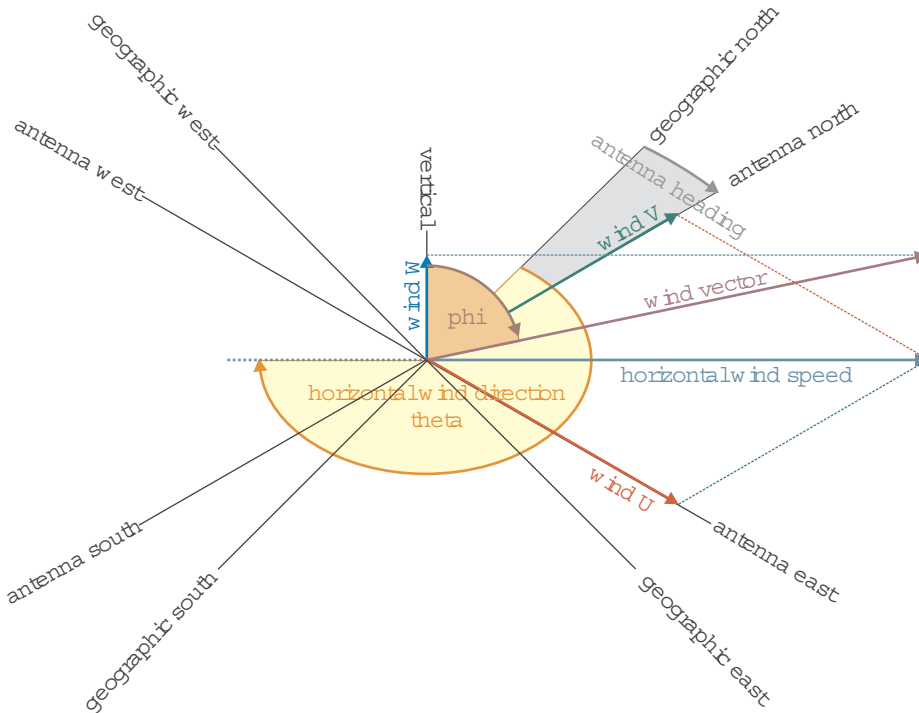 geographic north
geographic west
antenna north
antenna west
antenna heading
vertical
wind V
wind W
wind vector
phi
horizontal wind speed
horizontal wind direction
theta
wind U
antenna south
antenna east
geographic south
geographic east